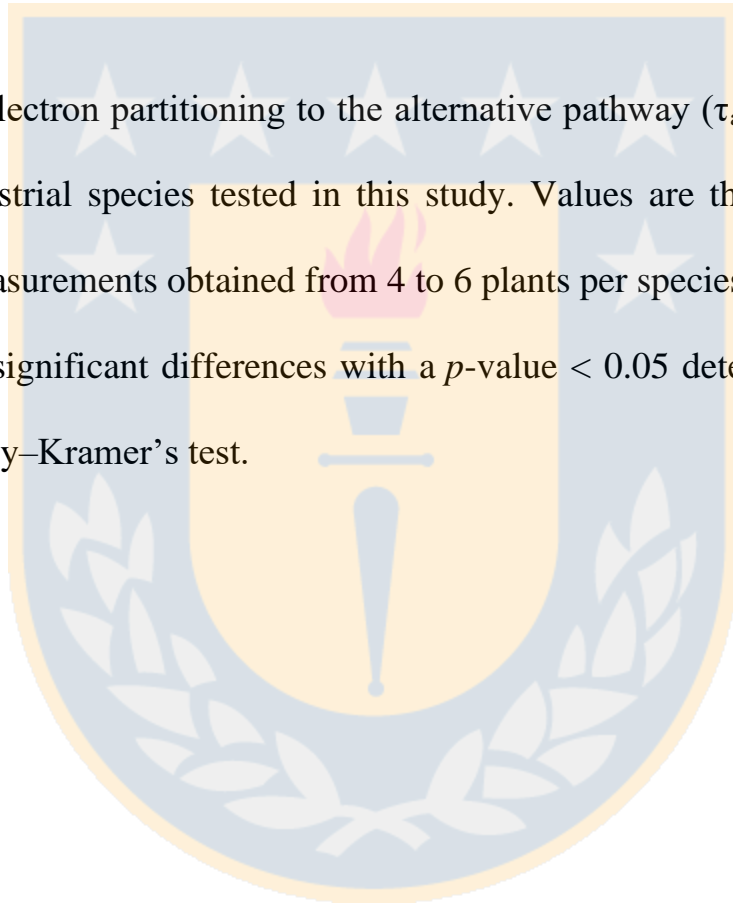 lectron partitioning to the alternative pathway (τ
strial species tested in this study. Values are th
asurements obtained from 4 to 6 plants per species
significant differences with a p-value < 0.05 dete
y–Kramer’s test.